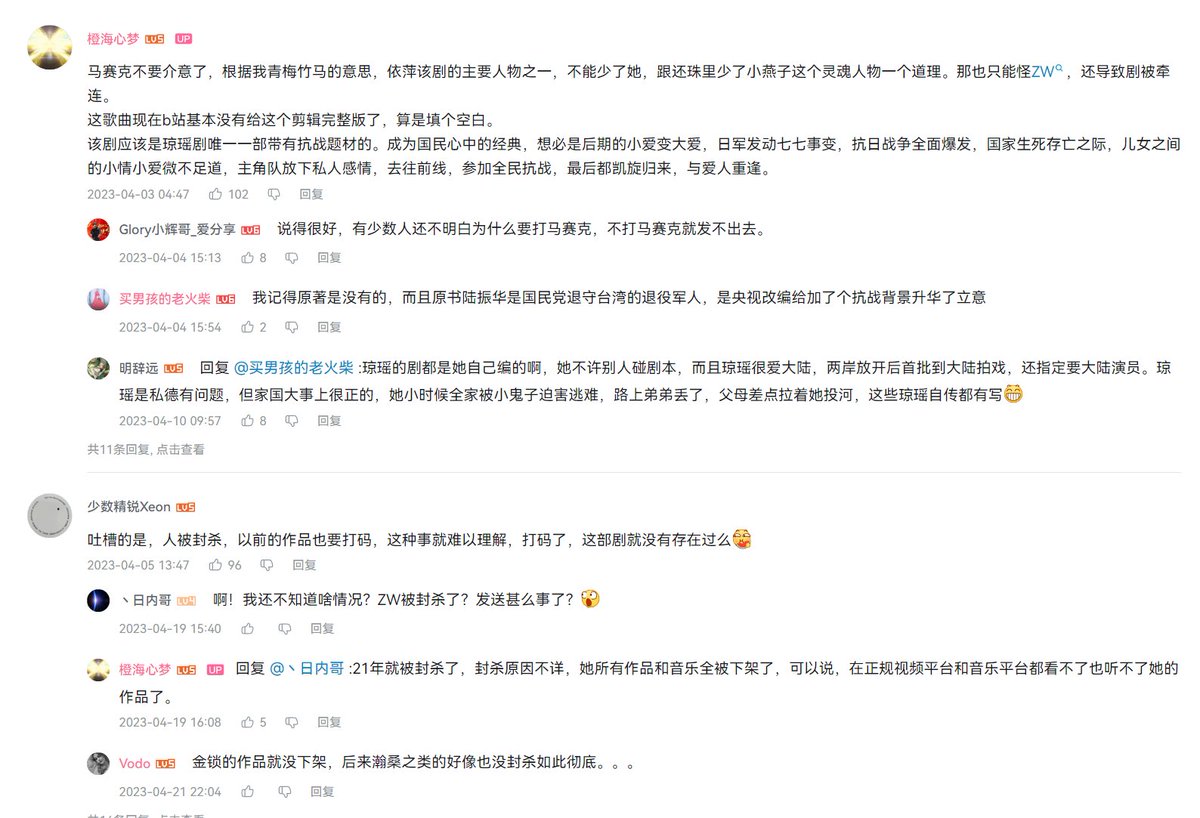 橙海心梦 LV5 UP
马赛克不要介意了，根据我青梅竹马的意思，依萍该剧的主要人物之一，不能少了她，跟还珠里少了小燕子这个灵魂人物一个道理。那也只能怪ZW，还导致剧被牵
连。
这歌曲现在b站基本没有给这个剪辑完整版了，算是填个空白。
该剧应该是琼瑶剧唯一一部带有抗战题材的。成为国民心中的经典，想必是后期的小爱变大爱，日军发动七七事变，抗日战争全面爆发，国家生死存亡之际，儿女之间
的小情小爱微不足道，主角队放下私人感情，去往前线，参加全民抗战，最后都凯旋归来，与爱人重逢。
2023-04-03 04:47 102 回复
Glory小辉哥_爱分享 LV6 说得很好，有少数人还不明白为什么要打马赛克，不打马赛克就发不出去。
2023-04-04 15:13 8 回复
买男孩的老火柴 LV6 我记得原著是没有的，而且原书陆振华是国民党退守台湾的退役军人，是央视改编给加了个抗战背景升华了立意
2023-04-04 15:54 2 回复
明辞远 LV5 回复 @买男孩的老火柴 :琼瑶的剧都是她自己编的啊，她不许别人碰剧本，而且琼瑶很爱大陆，两岸放开后首批到大陆拍戏，还指定要大陆演员。琼
瑶是私德有问题，但家国大事上很正的，她小时候全家被小鬼子迫害逃难，路上弟弟丢了，父母差点拉着她投河，这些琼瑶自传都有写
2023-04-10 09:57 8 回复
共11条回复, 点击查看
少数精锐Xeon LV5
吐槽的是，人被封杀，以前的作品也要打码，这种事就难以理解，打码了，这部剧就没有存在过么
2023-04-05 13:47 96 回复
丶日内哥 LV4 啊！我还不知道啥情况？ZW被封杀了？发送甚么事了？
2023-04-19 15:40 回复
橙海心梦 LV5 UP 回复 @丶日内哥 :21年就被封杀了，封杀原因不详，她所有作品和音乐全被下架了，可以说，在正规视频平台和音乐平台都看不了也听不了她的
作品了。
2023-04-19 16:08 5 回复
Vodo LV5 金锁的作品就没下架，后来瀚桑之类的好像也没封杀如此彻底。。。
2023-04-21 22:04 回复